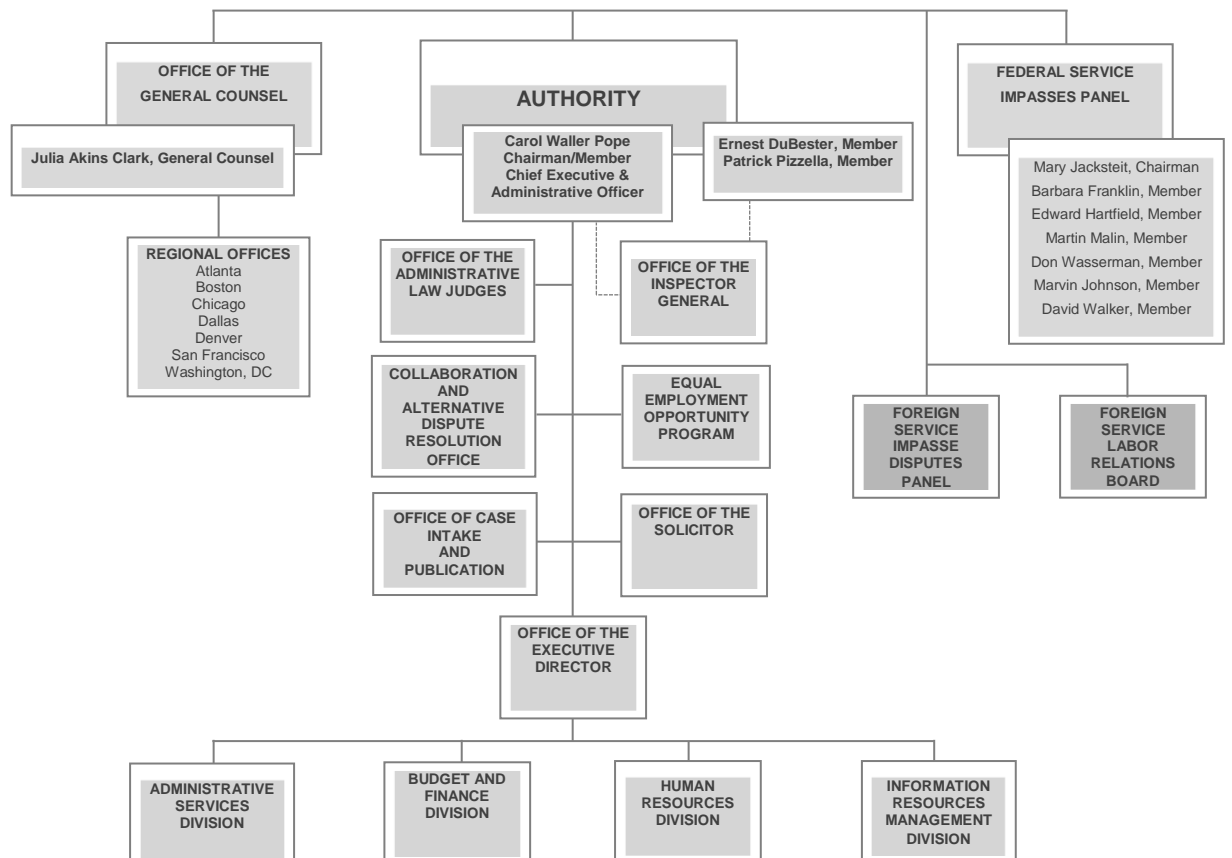 OFFICE OF THE
GENERAL COUNSEL
Julia Akins Clark, General Counsel
REGIONAL OFFICES
Atlanta
Boston
Chicago
Dallas
Denver
San Francisco
Washington, DC
AUTHORITY
Carol Waller Pope
Chairman/Member
Chief Executive &
Administrative Officer
Ernest DuBester, Member
Patrick Pizzella, Member
FEDERAL SERVICE
IMPASSES PANEL
Mary Jacksteit, Chairman
Barbara Franklin, Member
Edward Hartfield, Member
Martin Malin, Member
Don Wasserman, Member
Marvin Johnson, Member
David Walker, Member
OFFICE OF THE
ADMINISTRATIVE
LAW JUDGES
OFFICE OF THE
INSPECTOR
GENERAL
COLLABORATION
AND
ALTERNATIVE
DISPUTE
RESOLUTION
OFFICE
EQUAL
EMPLOYMENT
OPPORTUNITY
PROGRAM
FOREIGN
SERVICE
IMPASSE
DISPUTES
PANEL
FOREIGN
SERVICE
LABOR
RELATIONS
BOARD
OFFICE OF CASE
INTAKE
AND
PUBLICATION
OFFICE OF THE
SOLICITOR
OFFICE OF THE
EXECUTIVE
DIRECTOR
ADMINISTRATIVE
SERVICES
DIVISION
BUDGET AND
FINANCE
DIVISION
HUMAN
RESOURCES
DIVISION
INFORMATION
RESOURCES
MANAGEMENT
DIVISION